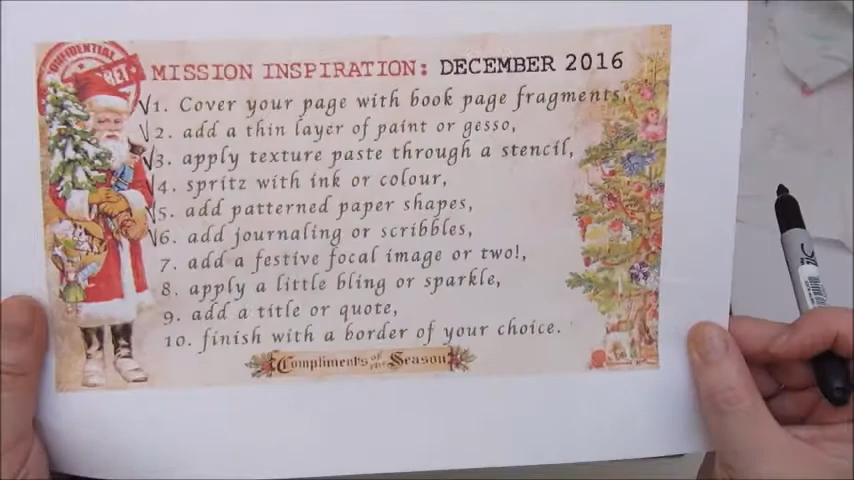 CONFIDENTIAL
MISSION INSPIRATION: DECEMBER 2016
1. Cover your page with book page fragments,
2. add a thin layer of paint or gesso,
3. apply texture paste through a stencil,
4. spritz with ink or colour,
5. add patterned paper shapes,
6. add journaling or scribbles,
7. add a festive focal image or two!,
8. apply a little bling or sparkle,
9. add a title or quote,
10. finish with a border of your choice.
Compliments of the Season